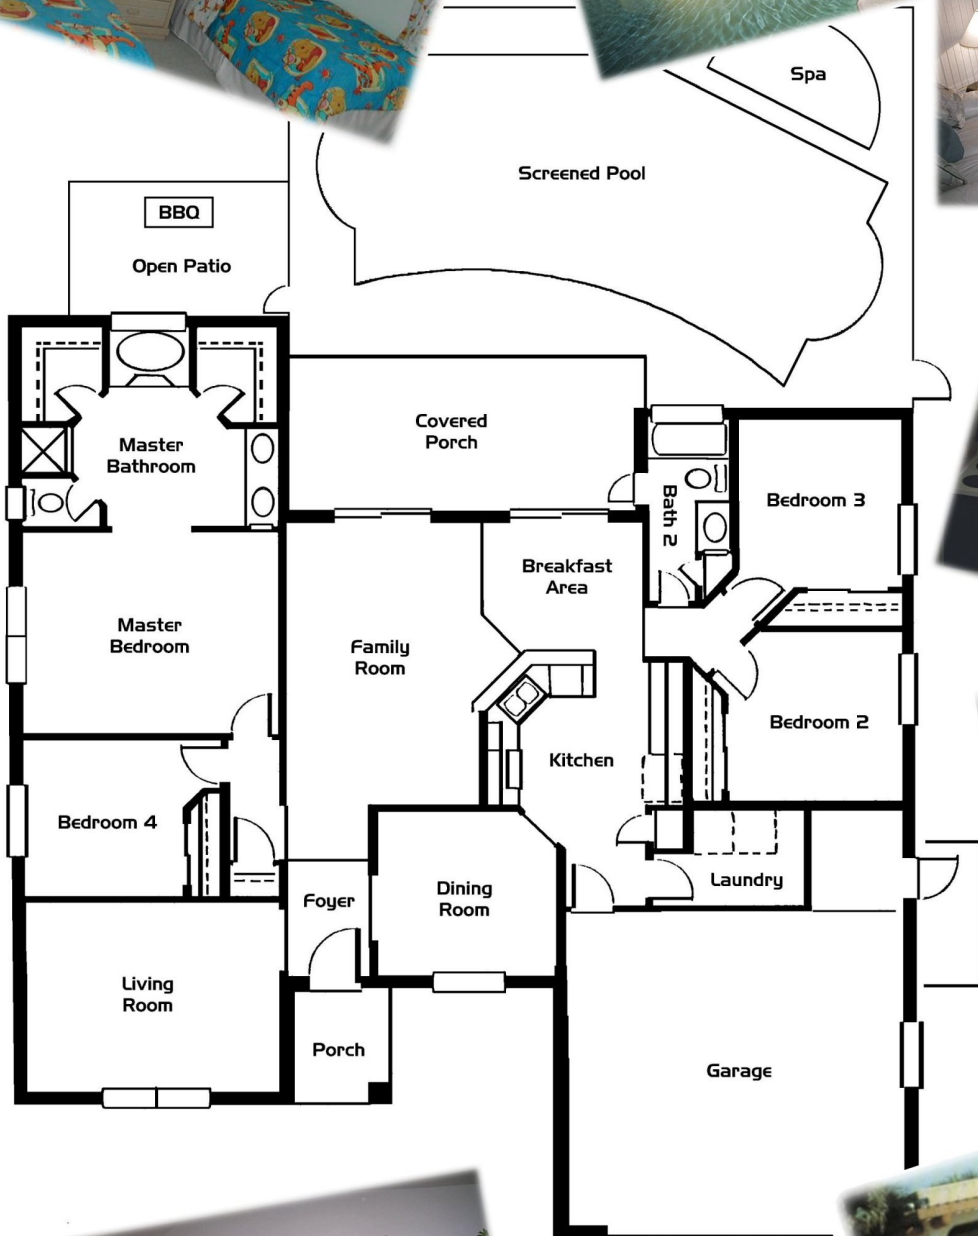 Spa
Screened Pool
BBQ
Open Patio
Covered
Porch
Master
Bathroom
Bath 2
Bedroom 3
Breakfast
Area
Master
Bedroom
Family
Room
Bedroom 2
Kitchen
Bedroom 4
Laundry
Foyer
Dining
Room
Living
Room
Porch
Garage